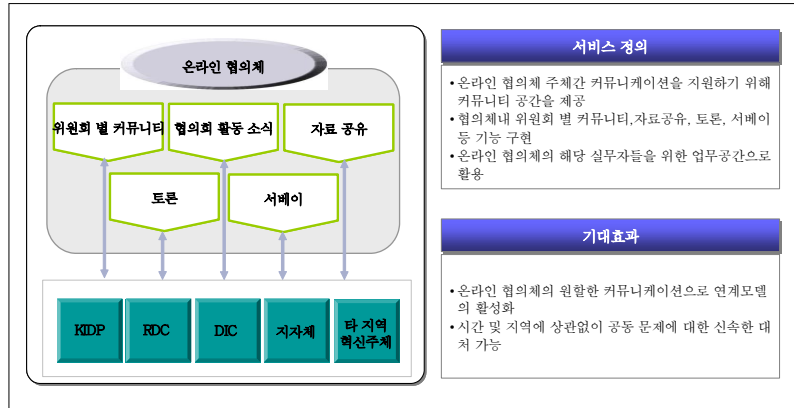 온라인 협의체
위원회 별 커뮤니티
협의회 활동 소식
자료 공유
토론
서베이
KIDP
RDC
DIC
지자체
타 지역
혁신주체
서비스 정의
• 온라인 협의체 주체간 커뮤니케이션을 지원하기 위해
커뮤니티 공간을 제공
• 협의체내 위원회 별 커뮤니티,자료공유, 토론, 서베이
등 기능 구현
• 온라인 협의체의 해당 실무자들을 위한 업무공간으로
활용
기대효과
• 온라인 협의체의 원할한 커뮤니케이션으로 연계모델
의 활성화
• 시간 및 지역에 상관없이 공동 문제에 대한 신속한 대
처 가능